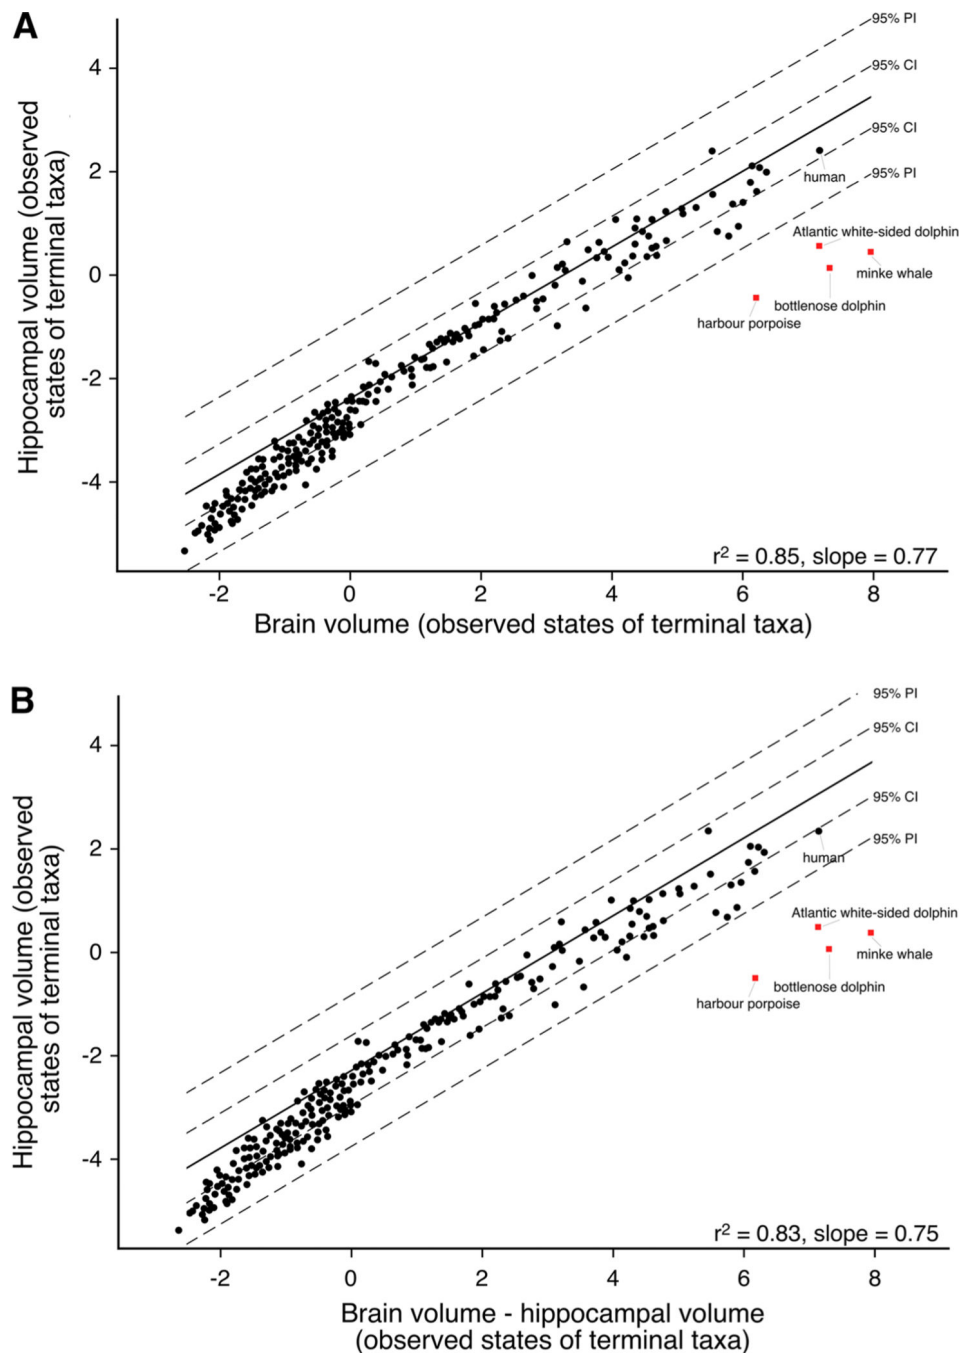 A
95% PI
95% CI
95% CI
95% PI
4
2
0
-2
-4
Hippocampal volume (observed
states of terminal taxa)
human
Atlantic white-sided dolphin
minke whale
bottlenose dolphin
harbour porpoise
r² = 0.85, slope = 0.77
-2 0 2 4 6 8
Brain volume (observed states of terminal taxa)
B
95% PI
95% CI
95% CI
95% PI
4
2
0
-2
-4
Hippocampal volume (observed
states of terminal taxa)
human
Atlantic white-sided dolphin
minke whale
bottlenose dolphin
harbour porpoise
r² = 0.83, slope = 0.75
-2 0 2 4 6 8
Brain volume - hippocampal volume
(observed states of terminal taxa)